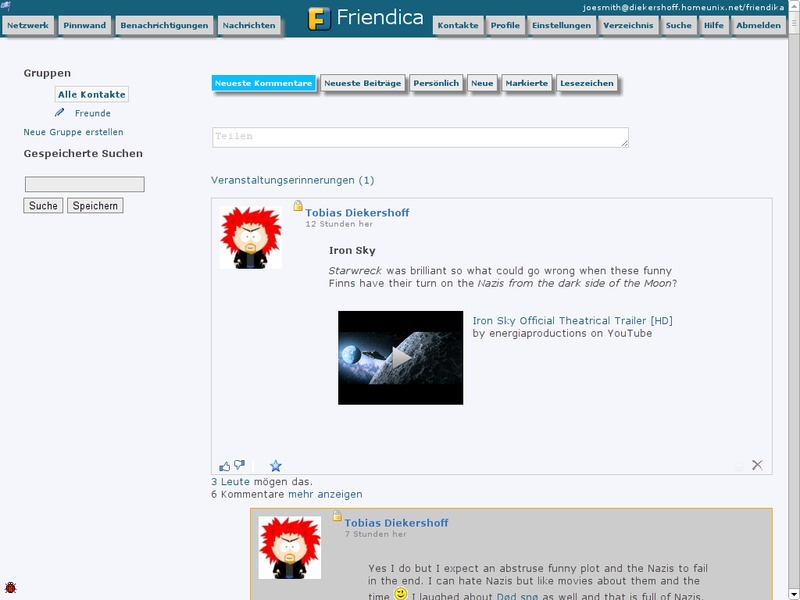 joesmith@diekershoff.homeunix.net/friendika
Netzwerk Pinnwand Benachrichtigungen Nachrichten Friendica Kontakte Profile Einstellungen Verzeichnis Suche Hilfe Abmelden
Gruppen
Alle Kontakte
Freunde
Neue Gruppe erstellen
Gespeicherte Suchen
Suche Speichern
Neueste Kommentare Neueste Beiträge Persönlich Neue Markierte Lesezeichen
Teilen
Veranstaltungserinnerungen (1)
Tobias Diekershoff
12 Stunden her
Iron Sky
Starwreck was brilliant so what could go wrong when these funny
Finns have their turn on the Nazis from the dark side of the Moon?
Iron Sky Official Theatrical Trailer [HD]
by energiaproductions on YouTube
3 Leute mögen das.
6 Kommentare mehr anzeigen
Tobias Diekershoff
7 Stunden her
Yes I do but I expect an abstruse funny plot and the Nazis to fail
in the end. I can hate Nazis but like movies about them and the
time I laughed about Død snø as well and that is full of Nazis.